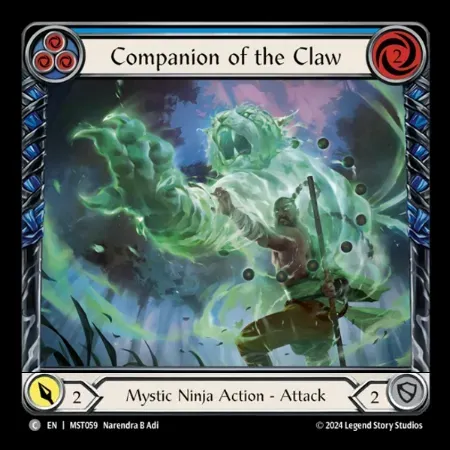 Companion of the Claw
2
2
Mystic Ninja Action - Attack
2
C EN | MST059 Narendra B Adi
© 2024 Legend Story Studios